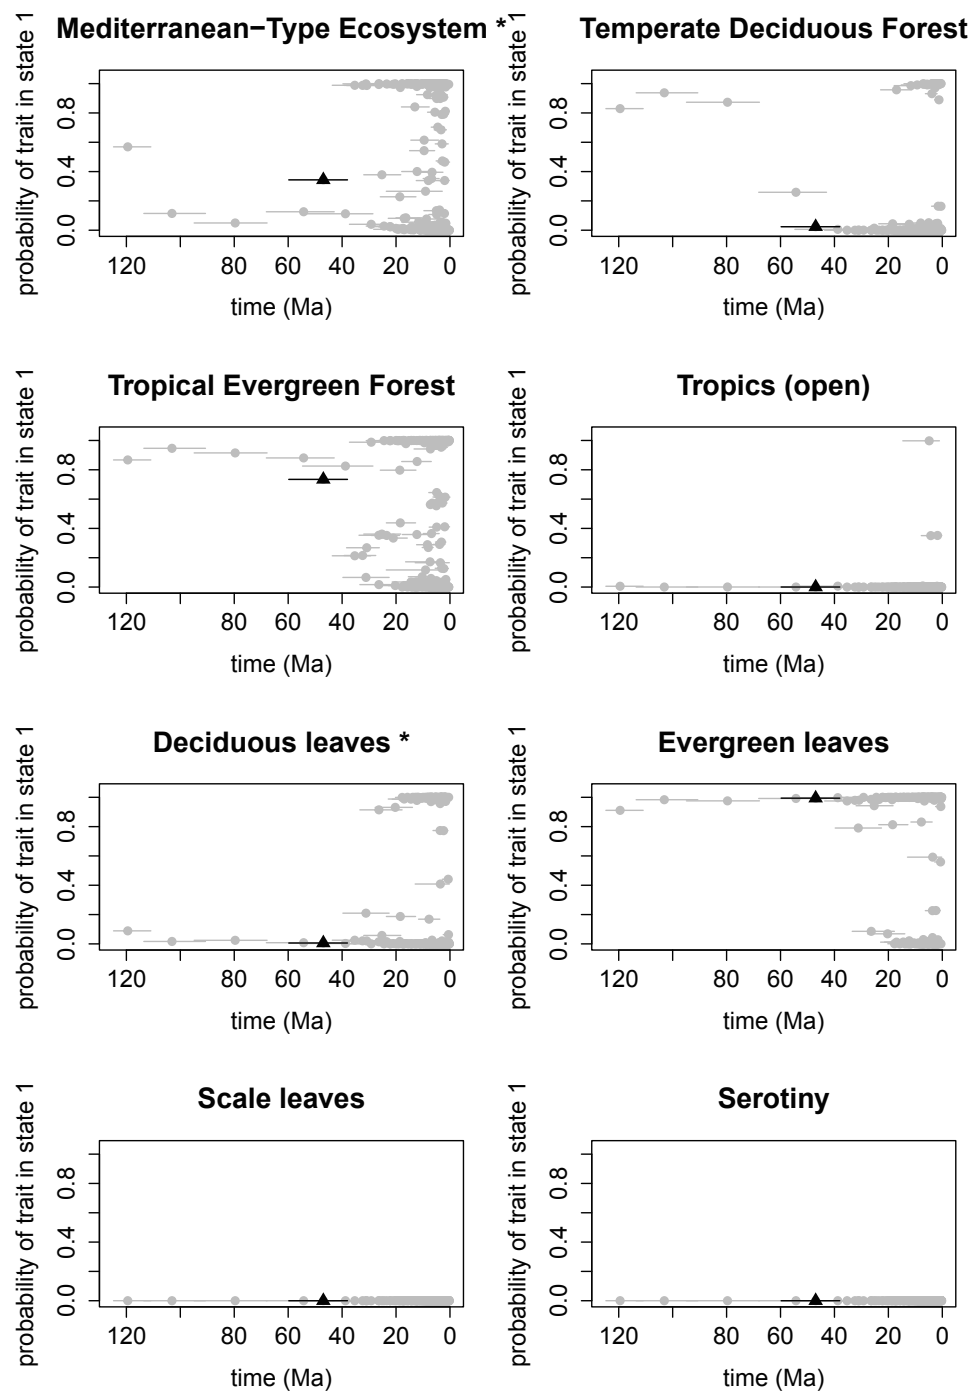 Mediterranean−Type Ecosystem *
probability of trait in state 1
0.0 0.4 0.8
120 80 60 40 20 0
time (Ma)
Temperate Deciduous Forest
probability of trait in state 1
0.0 0.4 0.8
120 80 60 40 20 0
time (Ma)
Tropical Evergreen Forest
probability of trait in state 1
0.0 0.4 0.8
120 80 60 40 20 0
time (Ma)
Tropics (open)
probability of trait in state 1
0.0 0.4 0.8
120 80 60 40 20 0
time (Ma)
Deciduous leaves *
probability of trait in state 1
0.0 0.4 0.8
120 80 60 40 20 0
time (Ma)
Evergreen leaves
probability of trait in state 1
0.0 0.4 0.8
120 80 60 40 20 0
time (Ma)
Scale leaves
probability of trait in state 1
0.0 0.4 0.8
120 80 60 40 20 0
time (Ma)
Serotiny
probability of trait in state 1
0.0 0.4 0.8
120 80 60 40 20 0
time (Ma)